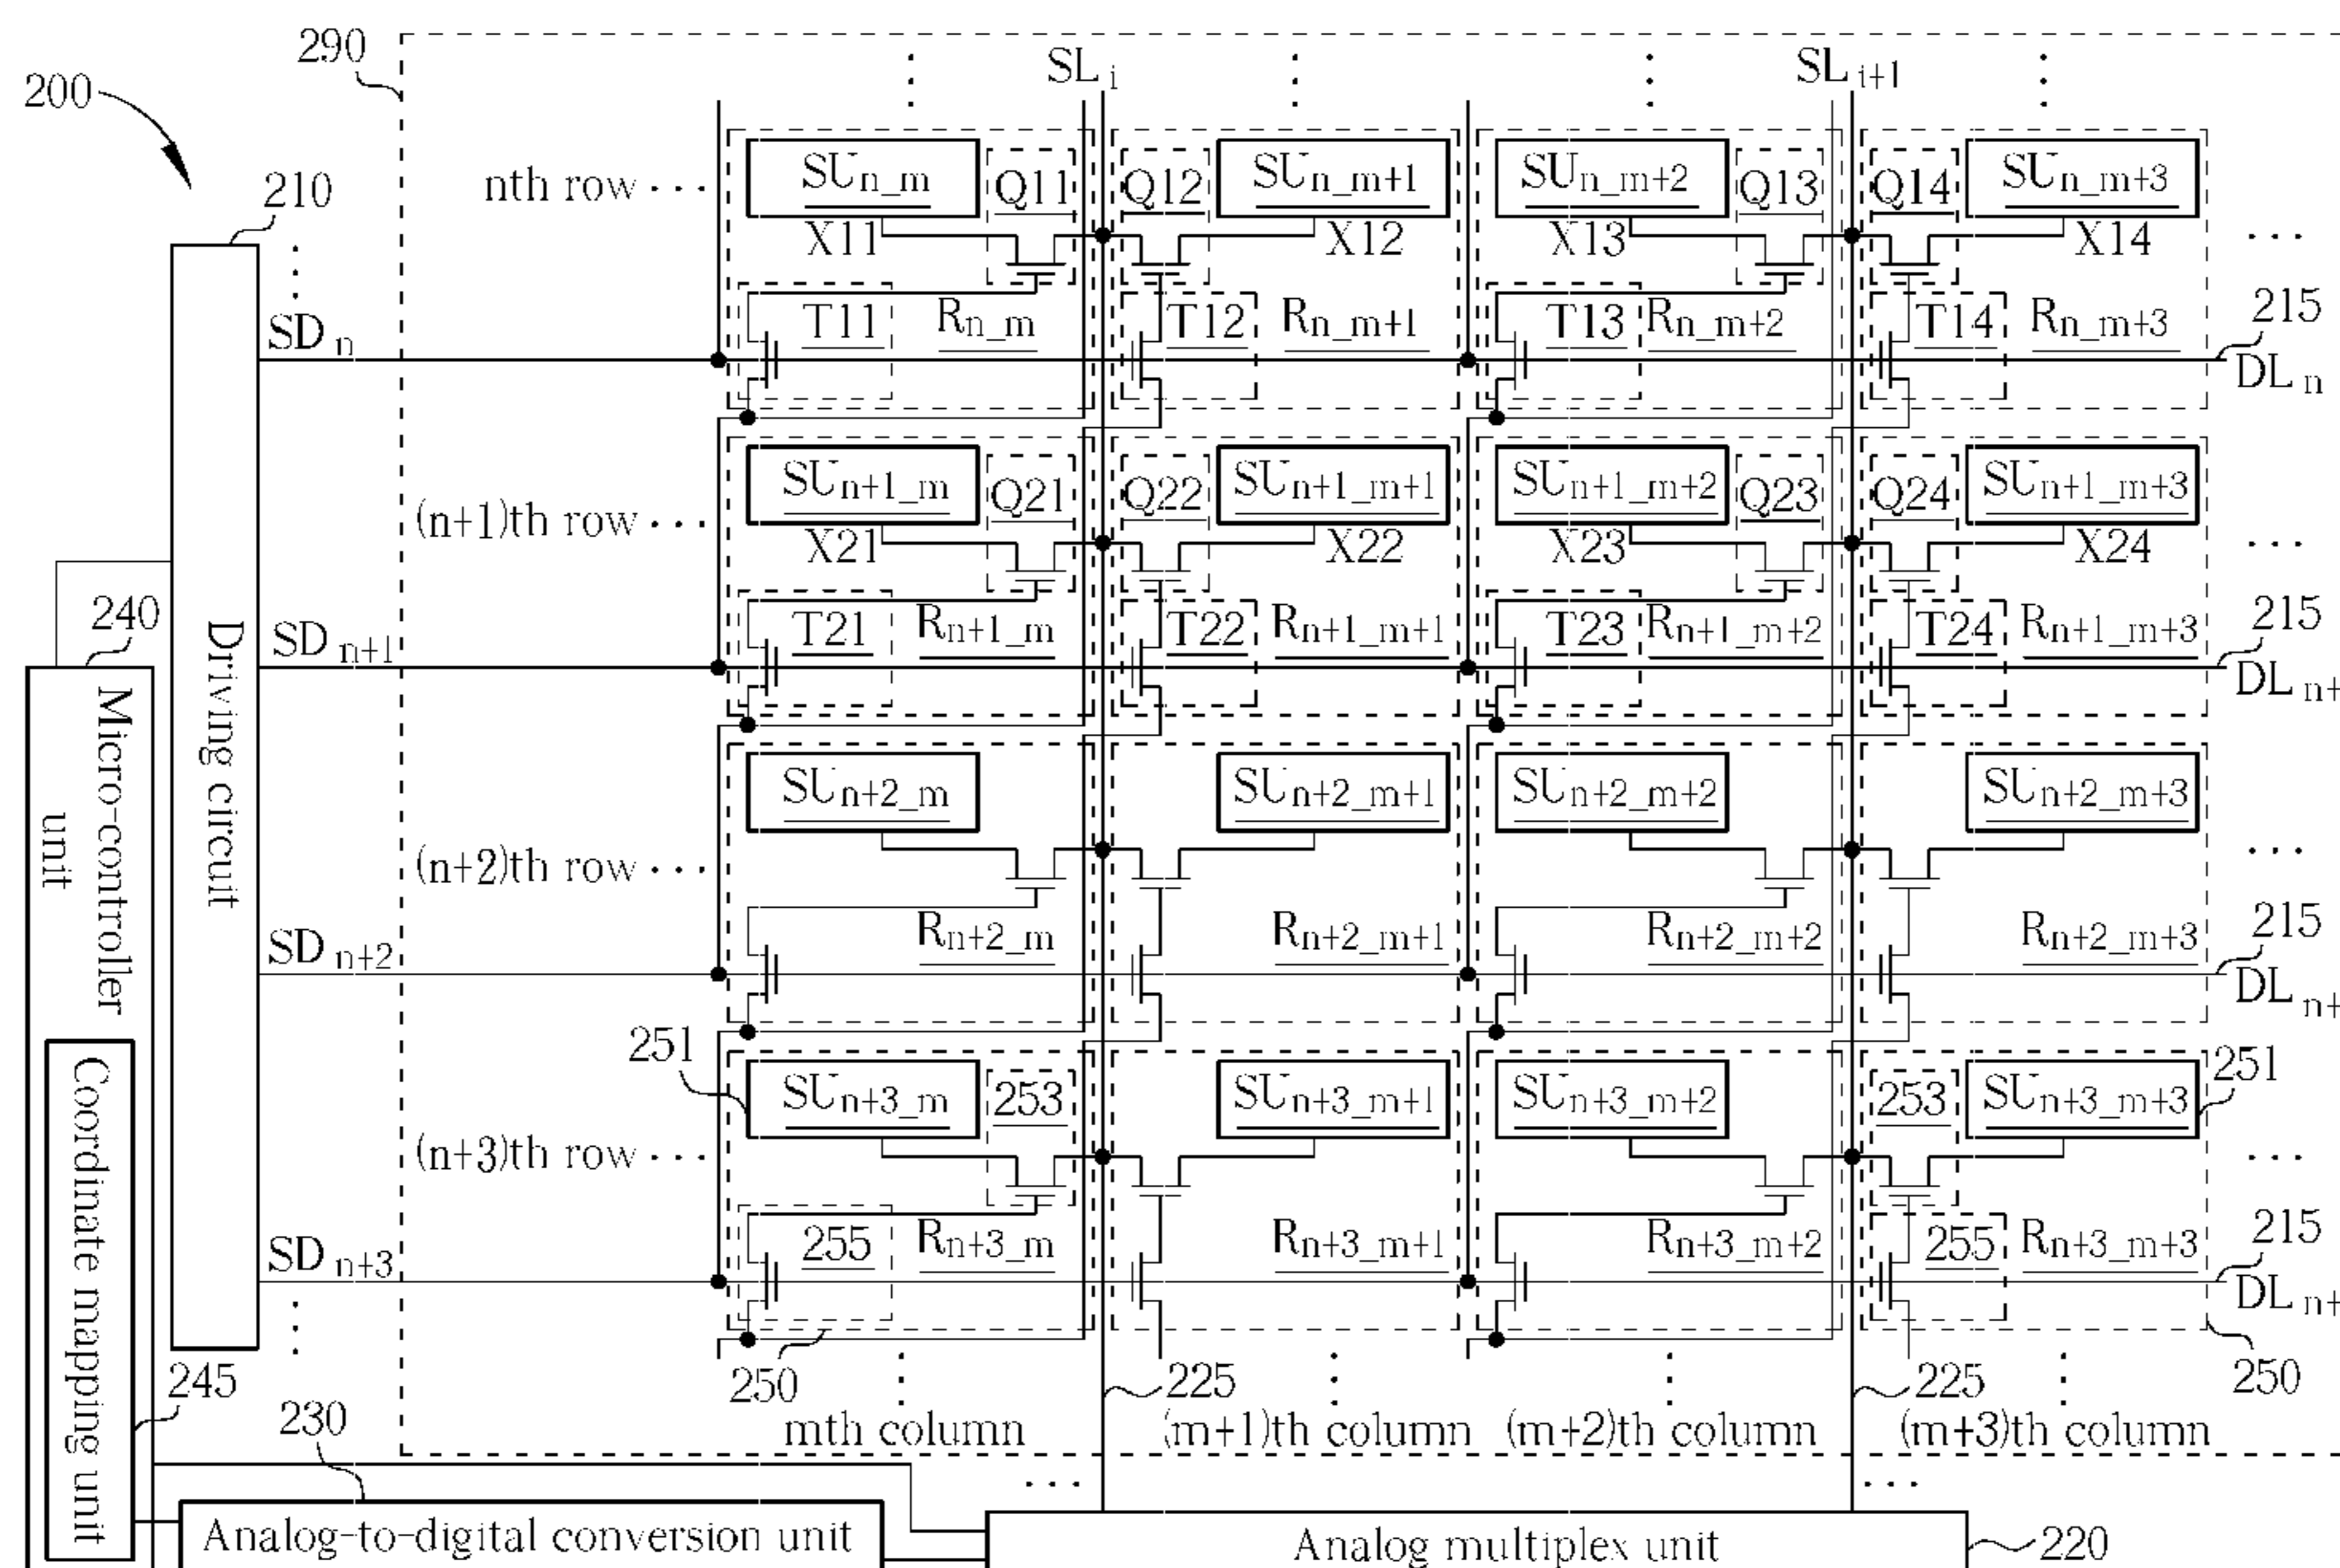 290
SL i
SL i+1
200
nth row ···
SUn_m
Q11
Q12
SUn_m+1
SUn_m+2
Q13
Q14
SUn_m+3
210
X11
X12
X13
X14
···
SD n
T11
Rn_m
T12
Rn_m+1
T13
Rn_m+2
T14
Rn_m+3
215
DL n
(n+1)th row ···
SUn+1_m
Q21
Q22
SUn+1_m+1
SUn+1_m+2
Q23
Q24
SUn+1_m+3
X21
X22
X23
X24
···
240
SD n+1
T21
Rn+1_m
T22
Rn+1_m+1
T23
Rn+1_m+2
T24
Rn+1_m+3
215
DL n+
Driving circuit
Micro-controller
unit
(n+2)th row ···
SUn+2_m
SUn+2_m+1
SUn+2_m+2
SUn+2_m+3
···
SD n+2
Rn+2_m
Rn+2_m+1
Rn+2_m+2
Rn+2_m+3
215
DL n+
251
(n+3)th row ···
SUn+3_m
253
SUn+3_m+1
SUn+3_m+2
253
SUn+3_m+3
251
···
SD n+3
255
Rn+3_m
Rn+3_m+1
Rn+3_m+2
255
Rn+3_m+3
215
DL n+
Coordinate mapping unit
245
250
225
225
250
230
mth column
(m+1)th column
(m+2)th column
(m+3)th column
···
···
Analog-to-digital conversion unit
Analog multiplex unit
220